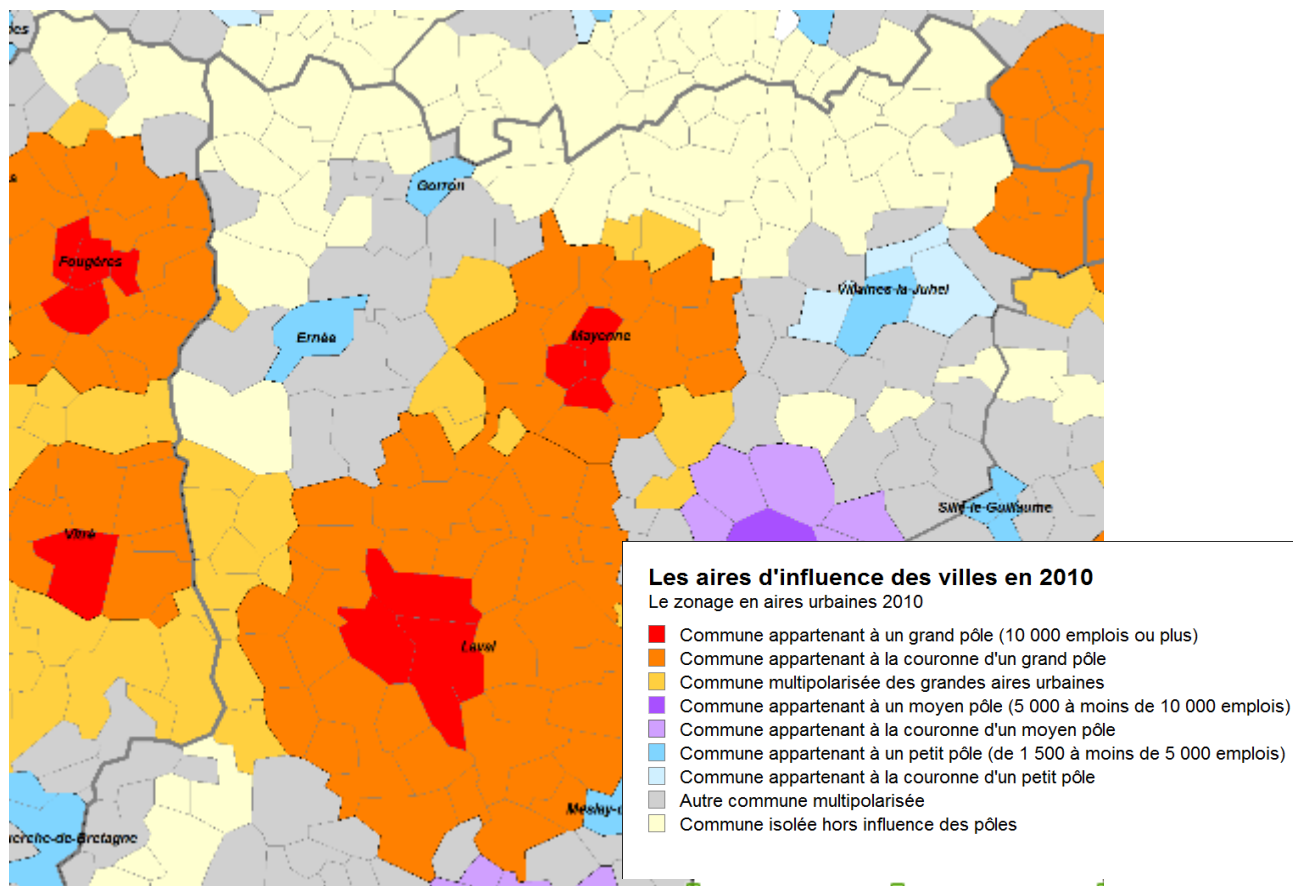 Gorron
Fougères
Villaines-la-Juhel
Ernée
Mayenne
Sillé-le-Guillaume
Vitré
Laval
Meslay-
erche-de-Bretagne
Les aires d'influence des villes en 2010
Le zonage en aires urbaines 2010
Commune appartenant à un grand pôle (10 000 emplois ou plus)
Commune appartenant à la couronne d'un grand pôle
Commune multipolarisée des grandes aires urbaines
Commune appartenant à un moyen pôle (5 000 à moins de 10 000 emplois)
Commune appartenant à la couronne d'un moyen pôle
Commune appartenant à un petit pôle (de 1 500 à moins de 5 000 emplois)
Commune appartenant à la couronne d'un petit pôle
Autre commune multipolarisée
Commune isolée hors influence des pôles